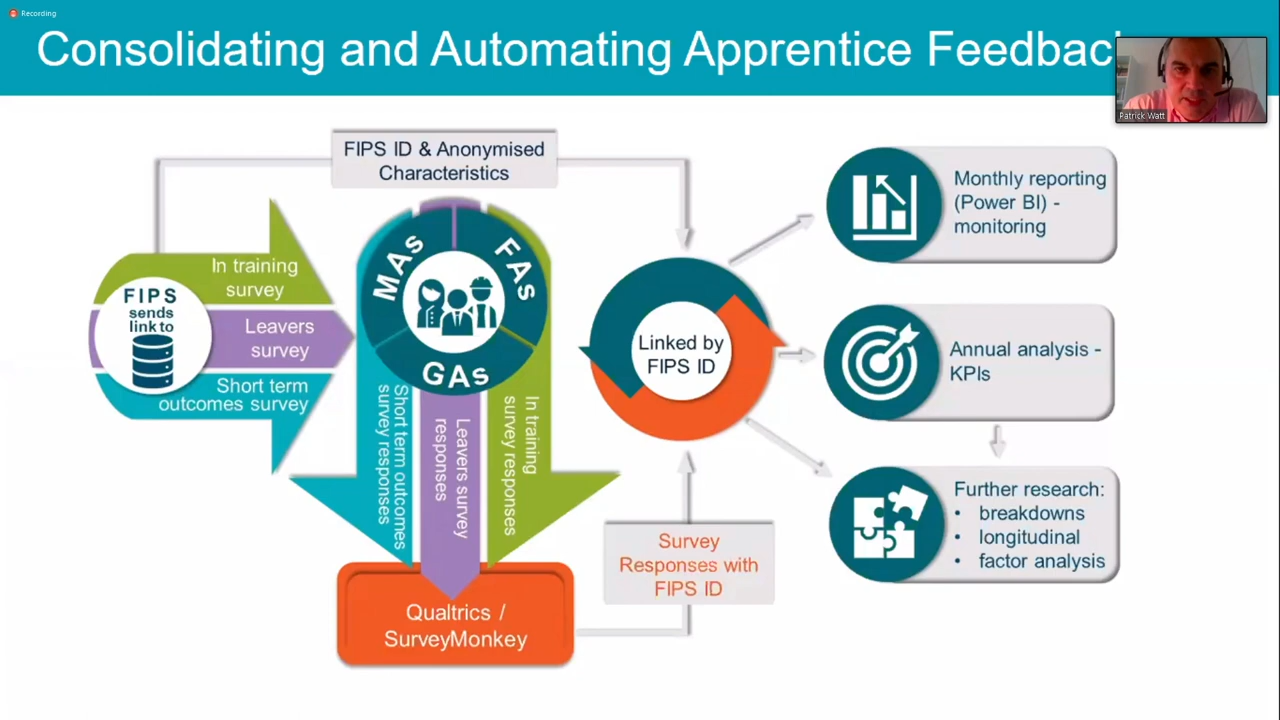 Recording
Consolidating and Automating Apprentice Feedbac
Patrick Watt
FIPS ID & Anonymised
Characteristics
FIPS
sends
link to
In training
survey
Leavers
survey
Short term
outcomes survey
MAS
FAs
GAs
Short term outcomes
survey responses
Leavers survey
responses
In training
survey responses
Qualtrics /
SurveyMonkey
Survey
Responses with
FIPS ID
Linked by
FIPS ID
Monthly reporting
(Power BI) -
monitoring
Annual analysis -
KPIs
Further research:
• breakdowns
• longitudinal
• factor analysis